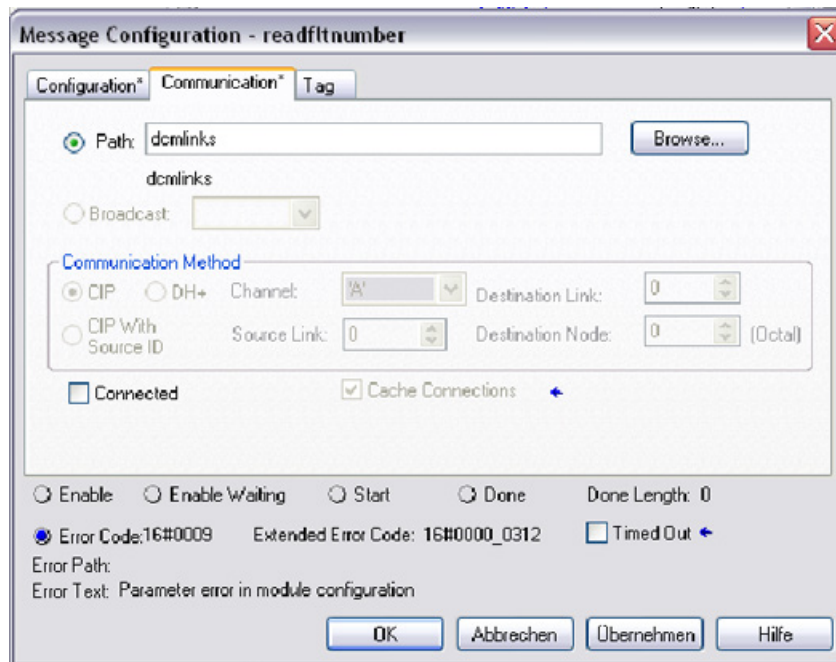 Message Configuration - readfltnumber
Configuration* Communication* Tag
Path: dcmlinks Browse...
dcmlinks
Broadcast:
Communication Method
CIP DH+ Channel: 'A' Destination Link: 0
CIP With Source ID Source Link: 0 Destination Node: 0 (Octal)
Connected Cache Connections
Enable Enable Waiting Start Done Done Length: 0
Error Code: 16#0009 Extended Error Code: 16#0000_0312 Timed Out
Error Path:
Error Text: Parameter error in module configuration
OK Abbrechen Übernehmen Hilfe